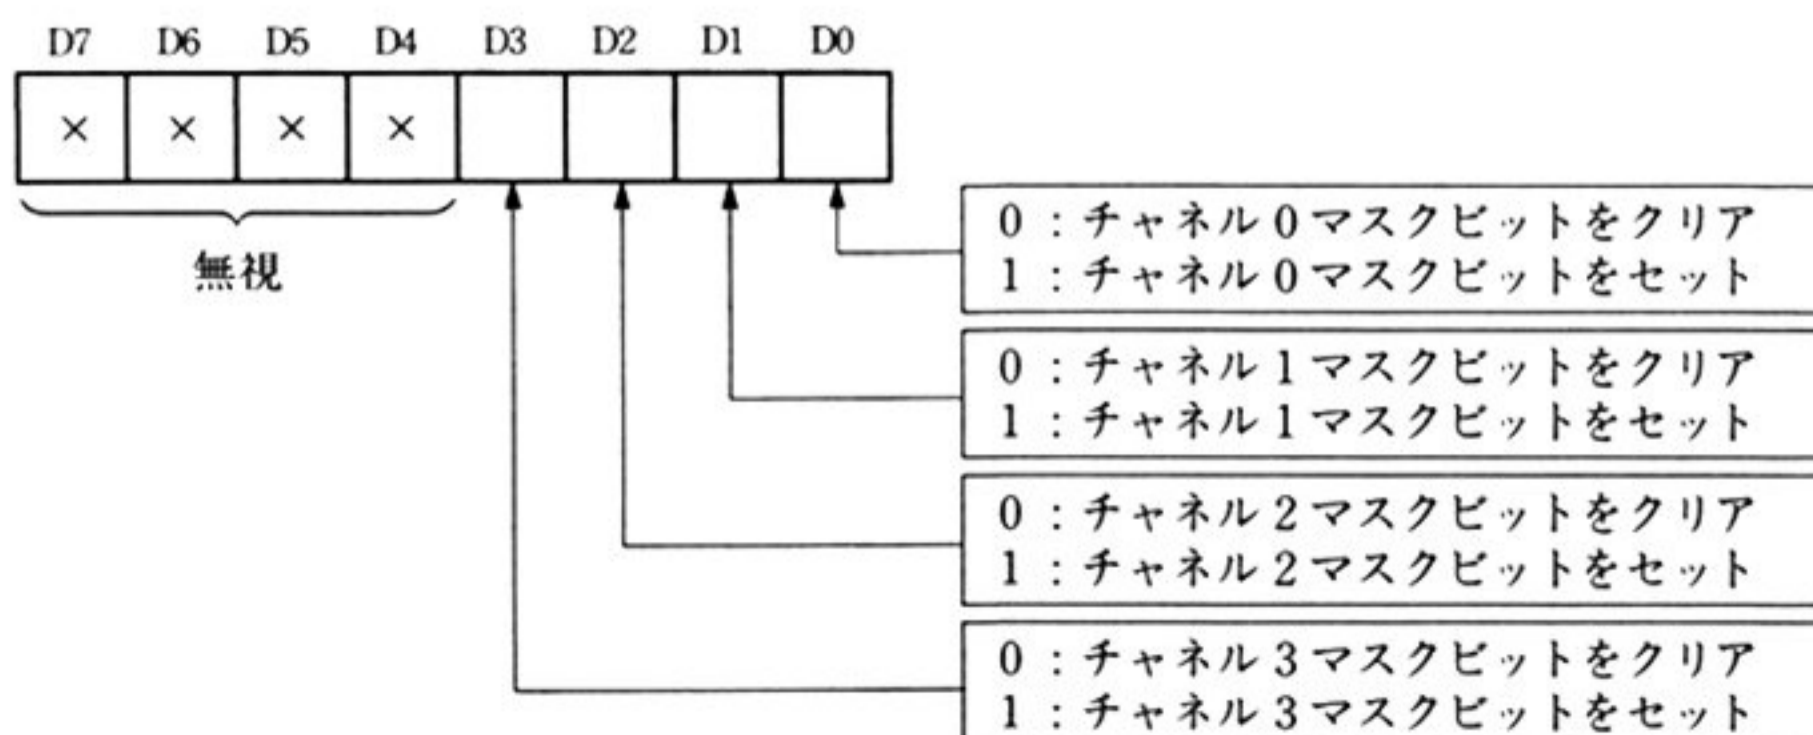 D7 D6 D5 D4 D3 D2 D1 D0
× × × ×
無視
0：チャネル0マスクビットをクリア
1：チャネル0マスクビットをセット
0：チャネル1マスクビットをクリア
1：チャネル1マスクビットをセット
0：チャネル2マスクビットをクリア
1：チャネル2マスクビットをセット
0：チャネル3マスクビットをクリア
1：チャネル3マスクビットをセット